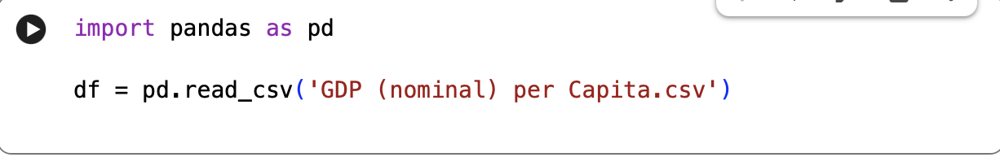 import pandas as pd
df = pd.read_csv('GDP (nominal) per Capita.csv')